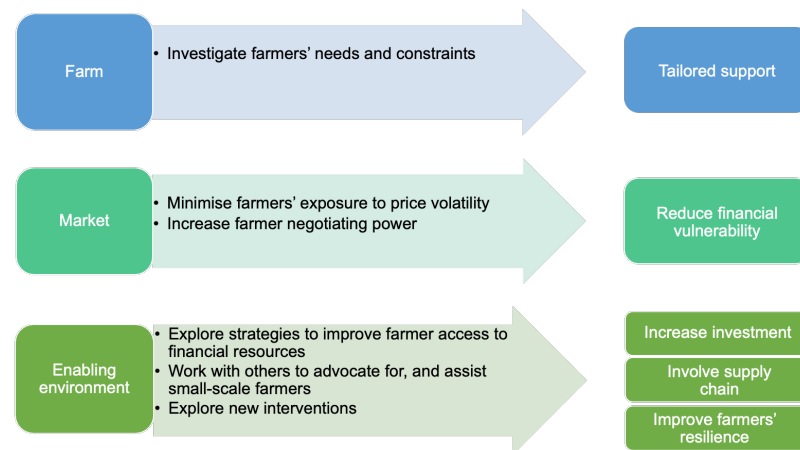 Farm
• Investigate farmers’ needs and constraints
Tailored support
Market
• Minimise farmers’ exposure to price volatility
• Increase farmer negotiating power
Reduce financial
vulnerability
Enabling
environment
• Explore strategies to improve farmer access to
financial resources
• Work with others to advocate for, and assist
small-scale farmers
• Explore new interventions
Increase investment
Involve supply
chain
Improve farmers’
resilience